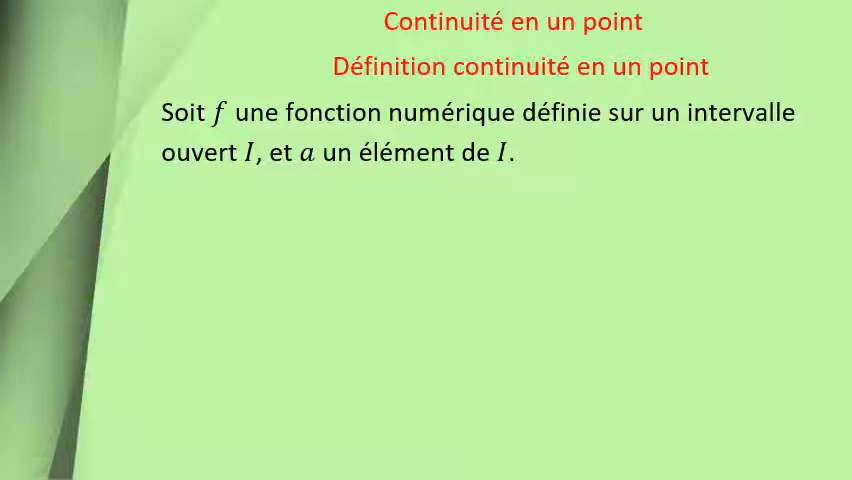 Continuité en un point
Définition continuité en un point
Soit f une fonction numérique définie sur un intervalle
ouvert I, et a un élément de I.